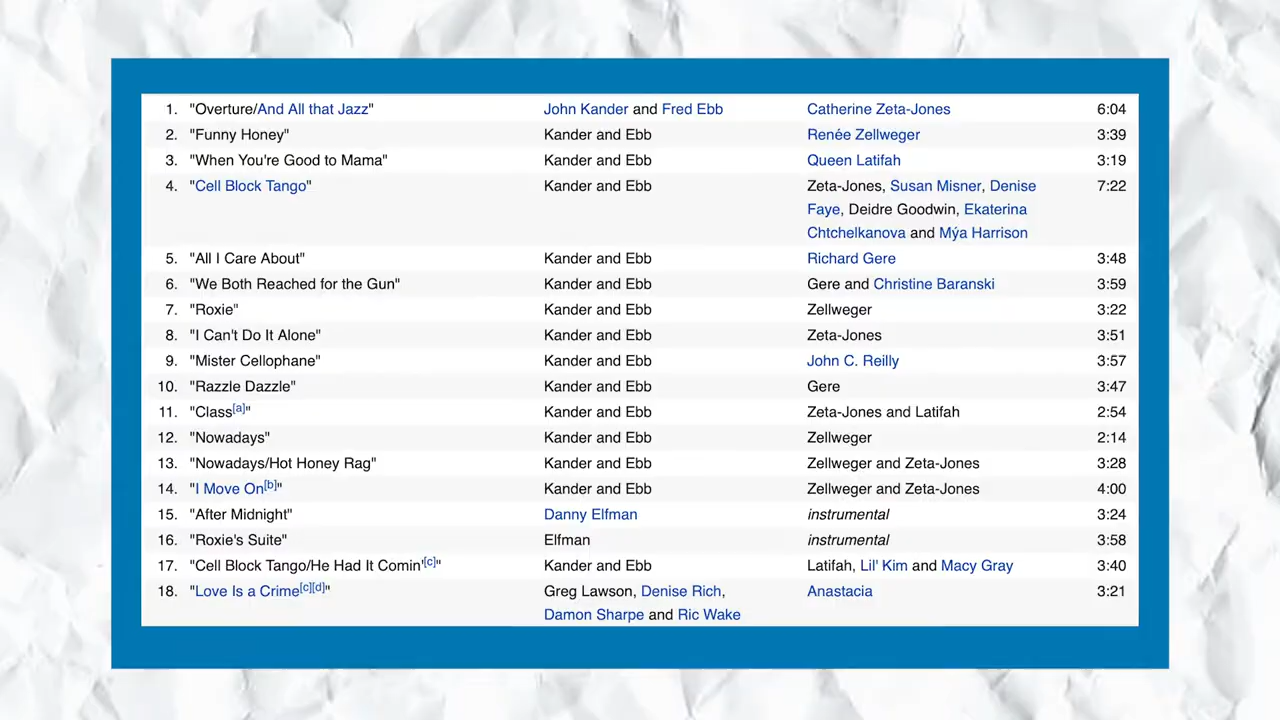 1. "Overture/And All that Jazz" John Kander and Fred Ebb Catherine Zeta-Jones 6:04
2. "Funny Honey" Kander and Ebb Renée Zellweger 3:39
3. "When You're Good to Mama" Kander and Ebb Queen Latifah 3:19
4. "Cell Block Tango" Kander and Ebb Zeta-Jones, Susan Misner, Denise 7:22
Faye, Deidre Goodwin, Ekaterina
Chtchelkanova and Mýa Harrison
5. "All I Care About" Kander and Ebb Richard Gere 3:48
6. "We Both Reached for the Gun" Kander and Ebb Gere and Christine Baranski 3:59
7. "Roxie" Kander and Ebb Zellweger 3:22
8. "I Can't Do It Alone" Kander and Ebb Zeta-Jones 3:51
9. "Mister Cellophane" Kander and Ebb John C. Reilly 3:57
10. "Razzle Dazzle" Kander and Ebb Gere 3:47
11. "Class[a]" Kander and Ebb Zeta-Jones and Latifah 2:54
12. "Nowadays" Kander and Ebb Zellweger 2:14
13. "Nowadays/Hot Honey Rag" Kander and Ebb Zellweger and Zeta-Jones 3:28
14. "I Move On[b]" Kander and Ebb Zellweger and Zeta-Jones 4:00
15. "After Midnight" Danny Elfman instrumental 3:24
16. "Roxie's Suite" Elfman instrumental 3:58
17. "Cell Block Tango/He Had It Comin'[c]" Kander and Ebb Latifah, Lil' Kim and Macy Gray 3:40
18. "Love Is a Crime[c][d]" Greg Lawson, Denise Rich, Anastacia 3:21
Damon Sharpe and Ric Wake